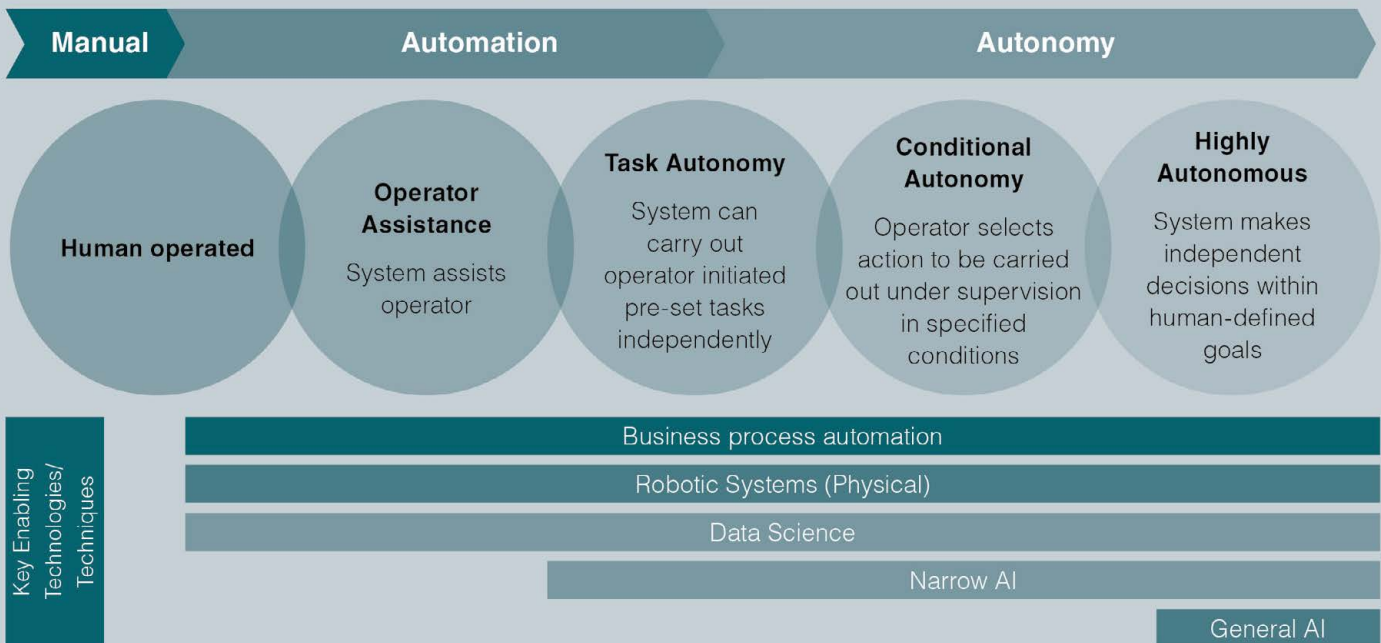 Manual
Automation
Autonomy
Human operated
Operator
Assistance
System assists
operator
Task Autonomy
System can
carry out
operator initiated
pre-set tasks
independently
Conditional
Autonomy
Operator selects
action to be carried
out under supervision
in specified
conditions
Highly
Autonomous
System makes
independent
decisions within
human-defined
goals
Key Enabling
Technologies/
Techniques
Business process automation
Robotic Systems (Physical)
Data Science
Narrow AI
General AI